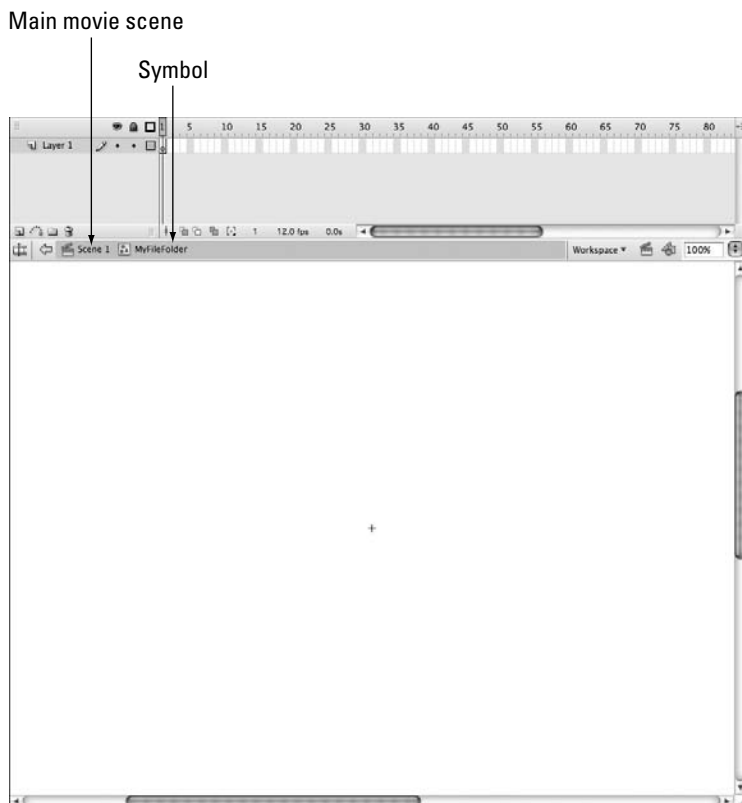 Main movie scene
Symbol
1 5 10 15 20 25 30 35 40 45 50 55 60 65 70 75 80
Layer 1
1 12.0 fps 0.0s
Scene 1 MyFileFolder Workspace 100%